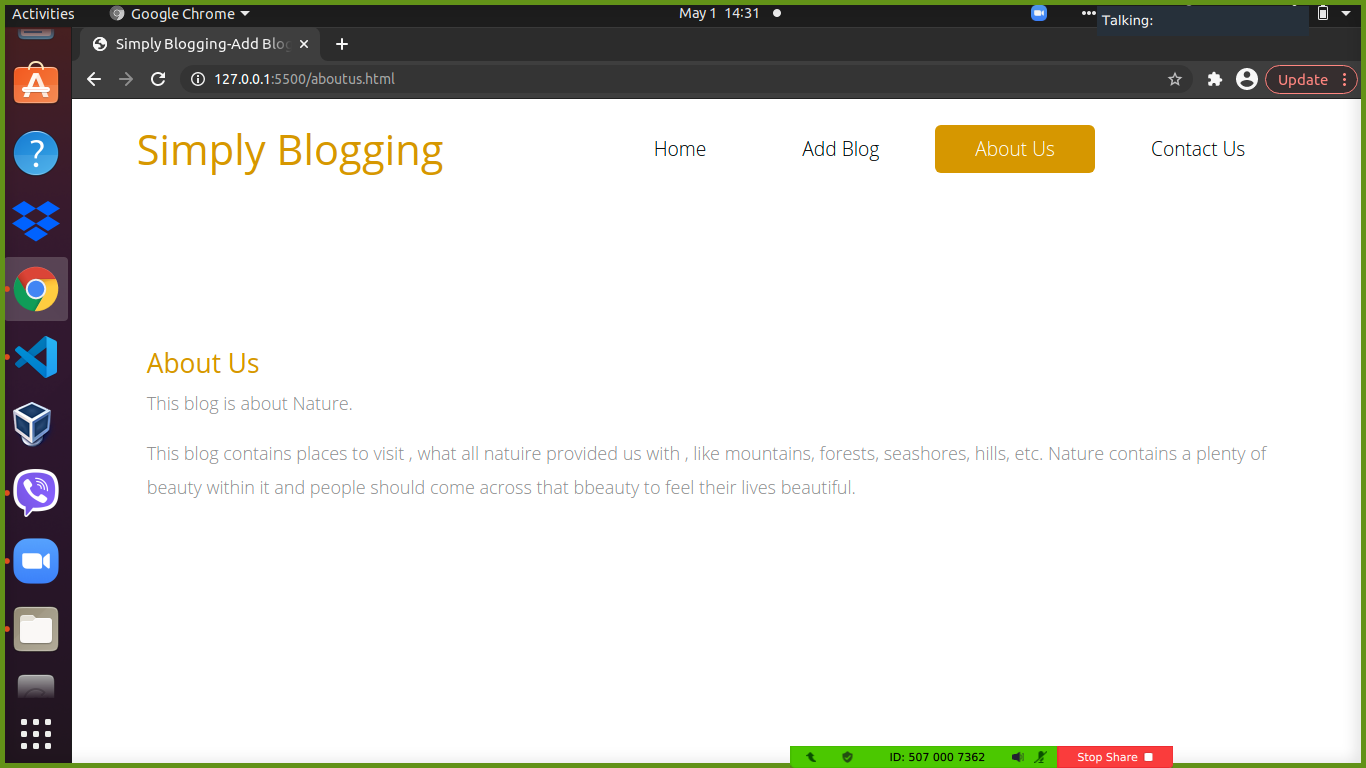 Activities Google Chrome May 1 14:31
Talking:
Simply Blogging-Add Blog
127.0.0.1:5500/aboutus.html Update
Simply Blogging Home Add Blog About Us Contact Us
About Us
This blog is about Nature.
This blog contains places to visit , what all natuire provided us with , like mountains, forests, seashores, hills, etc. Nature contains a plenty of
beauty within it and people should come across that bbeauty to feel their lives beautiful.
ID: 507 000 7362 Stop Share